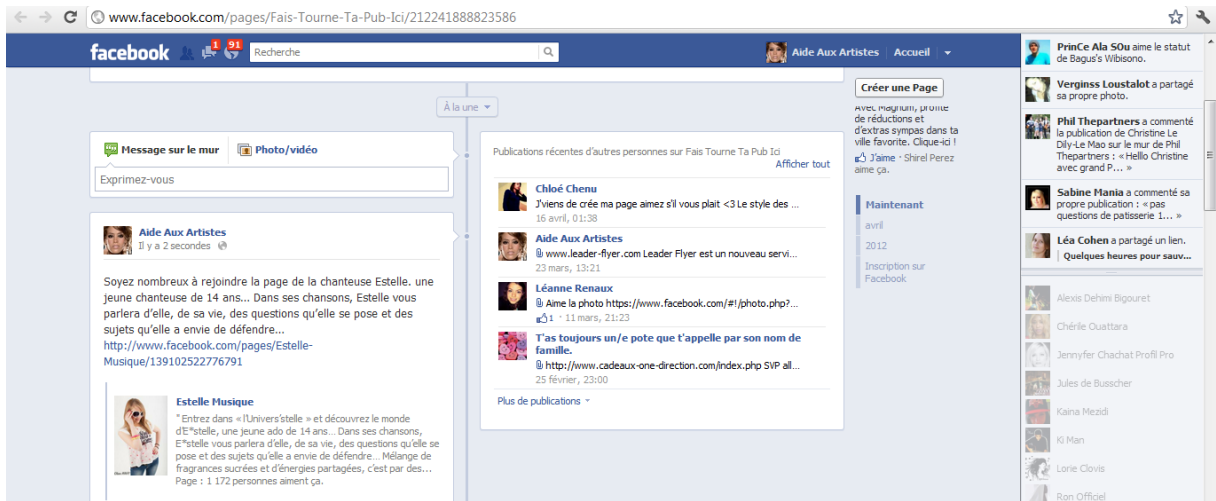 www.facebook.com/pages/Fais-Tourne-Ta-Pub-Ici/212241888823586
facebook
1
91
Recherche
Aide Aux Artistes
Accueil
À la une
Message sur le mur
Photo/vidéo
Exprimez-vous
Aide Aux Artistes
Il y a 2 secondes
Soyez nombreux à rejoindre la page de la chanteuse Estelle. une
jeune chanteuse de 14 ans... Dans ses chansons, Estelle vous
parlera d'elle, de sa vie, des questions qu'elle se pose et des
sujets qu'elle a envie de défendre...
http://www.facebook.com/pages/Estelle-
Musique/139102522776791
Estelle Musique
"Entrez dans « l'Univers'stelle » et découvrez le monde
d'E*stelle, une jeune ado de 14 ans... Dans ses chansons,
E*stelle vous parlera d'elle, de sa vie, des questions qu'elle se
pose et des sujets qu'elle a envie de défendre... Mélange de
fragrances sucrées et d'énergies partagées, c'est par des...
Page : 1 172 personnes aiment ça.
Publications récentes d'autres personnes sur Fais Tourne Ta Pub Ici
Afficher tout
Chloé Chenu
J'viens de crée ma page aimez s'il vous plait <3 Le style des ...
16 avril, 01:38
Aide Aux Artistes
www.leader-flyer.com Leader Flyer est un nouveau servi...
23 mars, 13:21
Léanne Renaux
Aime la photo https://www.facebook.com/#!/photo.php?...
1 · 11 mars, 21:23
T'as toujours un/e pote que t'appelle par son nom de
famille.
http://www.cadeaux-one-direction.com/index.php SVP all...
25 février, 23:00
Plus de publications
Créer une Page
Avec Magnum, profite
de réductions et
d'extras sympas dans ta
ville favorite. Clique-ici !
J'aime · Shirel Perez
aime ça.
Maintenant
avril
2012
Inscription sur
Facebook
PrinCe Ala SOu aime le statut
de Bagus's Wibisono.
Verginss Loustalot a partagé
sa propre photo.
Phil Thepartners a commenté
la publication de Christine Le
Dily-Le Mao sur le mur de Phil
Thepartners : « Helllo Christine
avec grand P... »
Sabine Mania a commenté sa
propre publication : « pas
questions de patisserie 1... »
Léa Cohen a partagé un lien.
Quelques heures pour sauv...
Alexis Dehimi Bigouret
Chérile Ouattara
Jennyfer Chachat Profil Pro
Jules de Busscher
Kaina Mezidi
Ki Man
Lorie Clovis
Ron Officiel